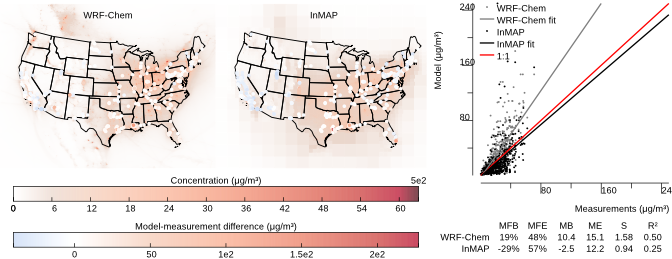 WRF-Chem
InMAP
Concentration (µg/m³)
5e2
0 6 12 18 24 30 36 42 48 54 60
Model-measurement difference (µg/m³)
0 50 1e2 1.5e2 2e2
240
160
80
Model (µg/m³)
WRF-Chem
WRF-Chem fit
InMAP
InMAP fit
1:1
80 160 24
Measurements (µg/m³)
MFB MFE MB ME S R²
WRF-Chem 19% 48% 10.4 15.1 1.58 0.50
InMAP -29% 57% -2.5 12.2 0.94 0.25